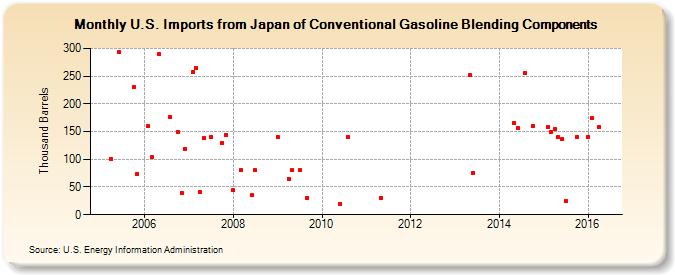 Monthly U.S. Imports from Japan of Conventional Gasoline Blending Components
Thousand Barrels
300
250
200
150
100
50
0
2006 2008 2010 2012 2014 2016
Source: U.S. Energy Information Administration